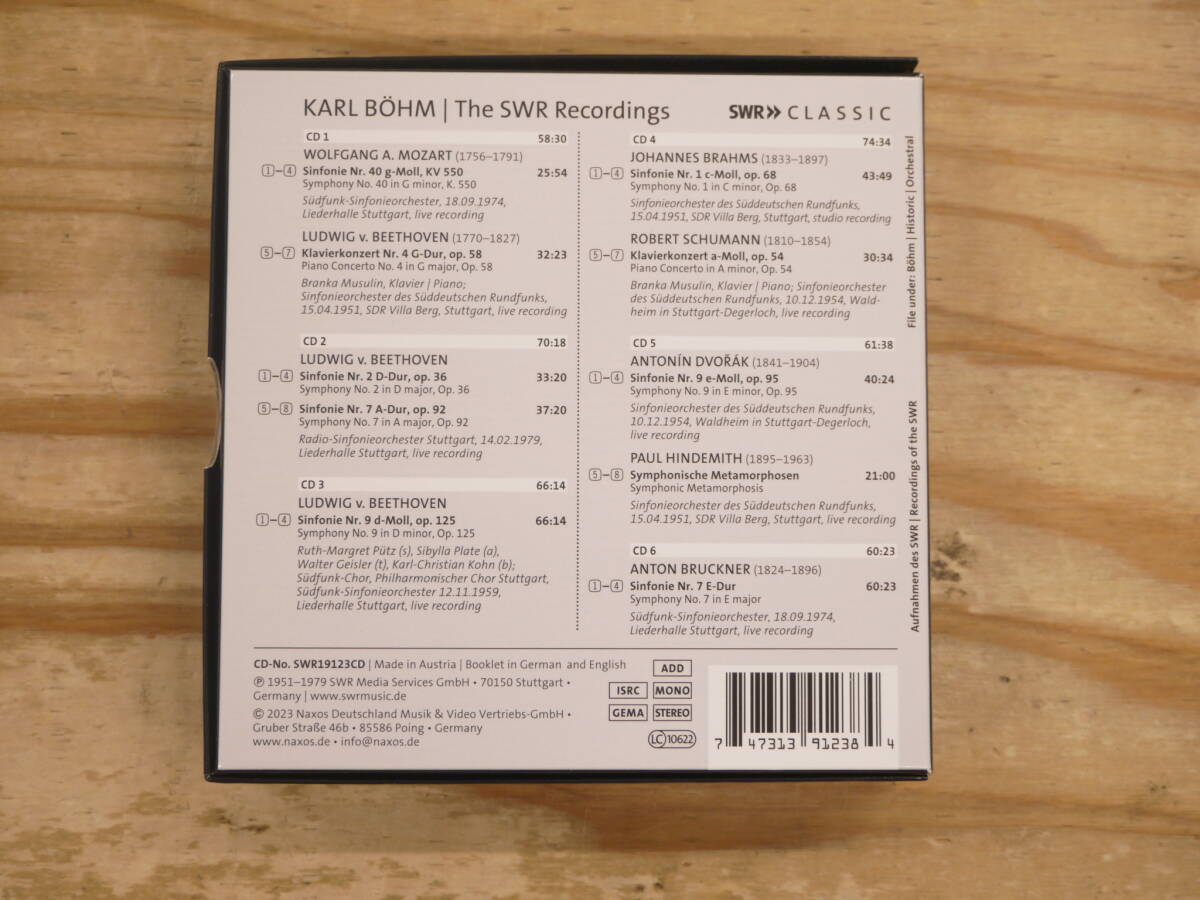 KARL BÖHM | The SWR Recordings
SWR» CLASSIC
CD 1 58:30
WOLFGANG A. MOZART (1756–1791)
1–4 Sinfonie Nr. 40 g-Moll, KV 550 25:54
Symphony No. 40 in G minor, K. 550
Südfunk-Sinfonieorchester, 18.09.1974,
Liederhalle Stuttgart, live recording
LUDWIG v. BEETHOVEN (1770–1827)
5–7 Klavierkonzert Nr. 4 G-Dur, op. 58 32:23
Piano Concerto No. 4 in G major, Op. 58
Branka Musulin, Klavier | Piano;
Sinfonieorchester des Süddeutschen Rundfunks,
15.04.1951, SDR Villa Berg, Stuttgart, live recording
CD 2 70:18
LUDWIG v. BEETHOVEN
1–4 Sinfonie Nr. 2 D-Dur, op. 36 33:20
Symphony No. 2 in D major, Op. 36
5–8 Sinfonie Nr. 7 A-Dur, op. 92 37:20
Symphony No. 7 in A major, Op. 92
Radio-Sinfonieorchester Stuttgart, 14.02.1979,
Liederhalle Stuttgart, live recording
CD 3 66:14
LUDWIG v. BEETHOVEN
1–4 Sinfonie Nr. 9 d-Moll, op. 125 66:14
Symphony No. 9 in D minor, Op. 125
Ruth-Margret Pütz (s), Sibylla Plate (a),
Walter Geisler (t), Karl-Christian Kohn (b);
Südfunk-Chor, Philharmonischer Chor Stuttgart,
Südfunk-Sinfonieorchester 12.11.1959,
Liederhalle Stuttgart, live recording
CD 4 74:34
JOHANNES BRAHMS (1833–1897)
1–4 Sinfonie Nr. 1 c-Moll, op. 68 43:49
Symphony No. 1 in C minor, Op. 68
Sinfonieorchester des Süddeutschen Rundfunks,
15.04.1951, SDR Villa Berg, Stuttgart, studio recording
ROBERT SCHUMANN (1810–1854)
5–7 Klavierkonzert a-Moll, op. 54 30:34
Piano Concerto in A minor, Op. 54
Branka Musulin, Klavier | Piano; Sinfonieorchester
des Süddeutschen Rundfunks, 10.12.1954, Wald-
heim in Stuttgart-Degerloch, live recording
CD 5 61:38
ANTONÍN DVOŘÁK (1841–1904)
1–4 Sinfonie Nr. 9 e-Moll, op. 95 40:24
Symphony No. 9 in E minor, Op. 95
Sinfonieorchester des Süddeutschen Rundfunks,
10.12.1954, Waldheim in Stuttgart-Degerloch,
live recording
PAUL HINDEMITH (1895–1963)
5–8 Symphonische Metamorphosen 21:00
Symphonic Metamorphosis
Sinfonieorchester des Süddeutschen Rundfunks,
15.04.1951, SDR Villa Berg, Stuttgart, live recording
CD 6 60:23
ANTON BRUCKNER (1824–1896)
1–4 Sinfonie Nr. 7 E-Dur 60:23
Symphony No. 7 in E major
Südfunk-Sinfonieorchester, 18.09.1974,
Liederhalle Stuttgart, live recording
File under: Böhm | Historic | Orchestral
Aufnahmen des SWR | Recordings of the SWR
CD-No. SWR19123CD | Made in Austria | Booklet in German and English
℗ 1951–1979 SWR Media Services GmbH • 70150 Stuttgart •
Germany | www.swrmusic.de
© 2023 Naxos Deutschland Musik & Video Vertriebs-GmbH •
Gruber Straße 46b • 85586 Poing • Germany
www.naxos.de • info@naxos.de
ADD
ISRC MONO
GEMA STEREO
LC 10622
7 47313 91238 4